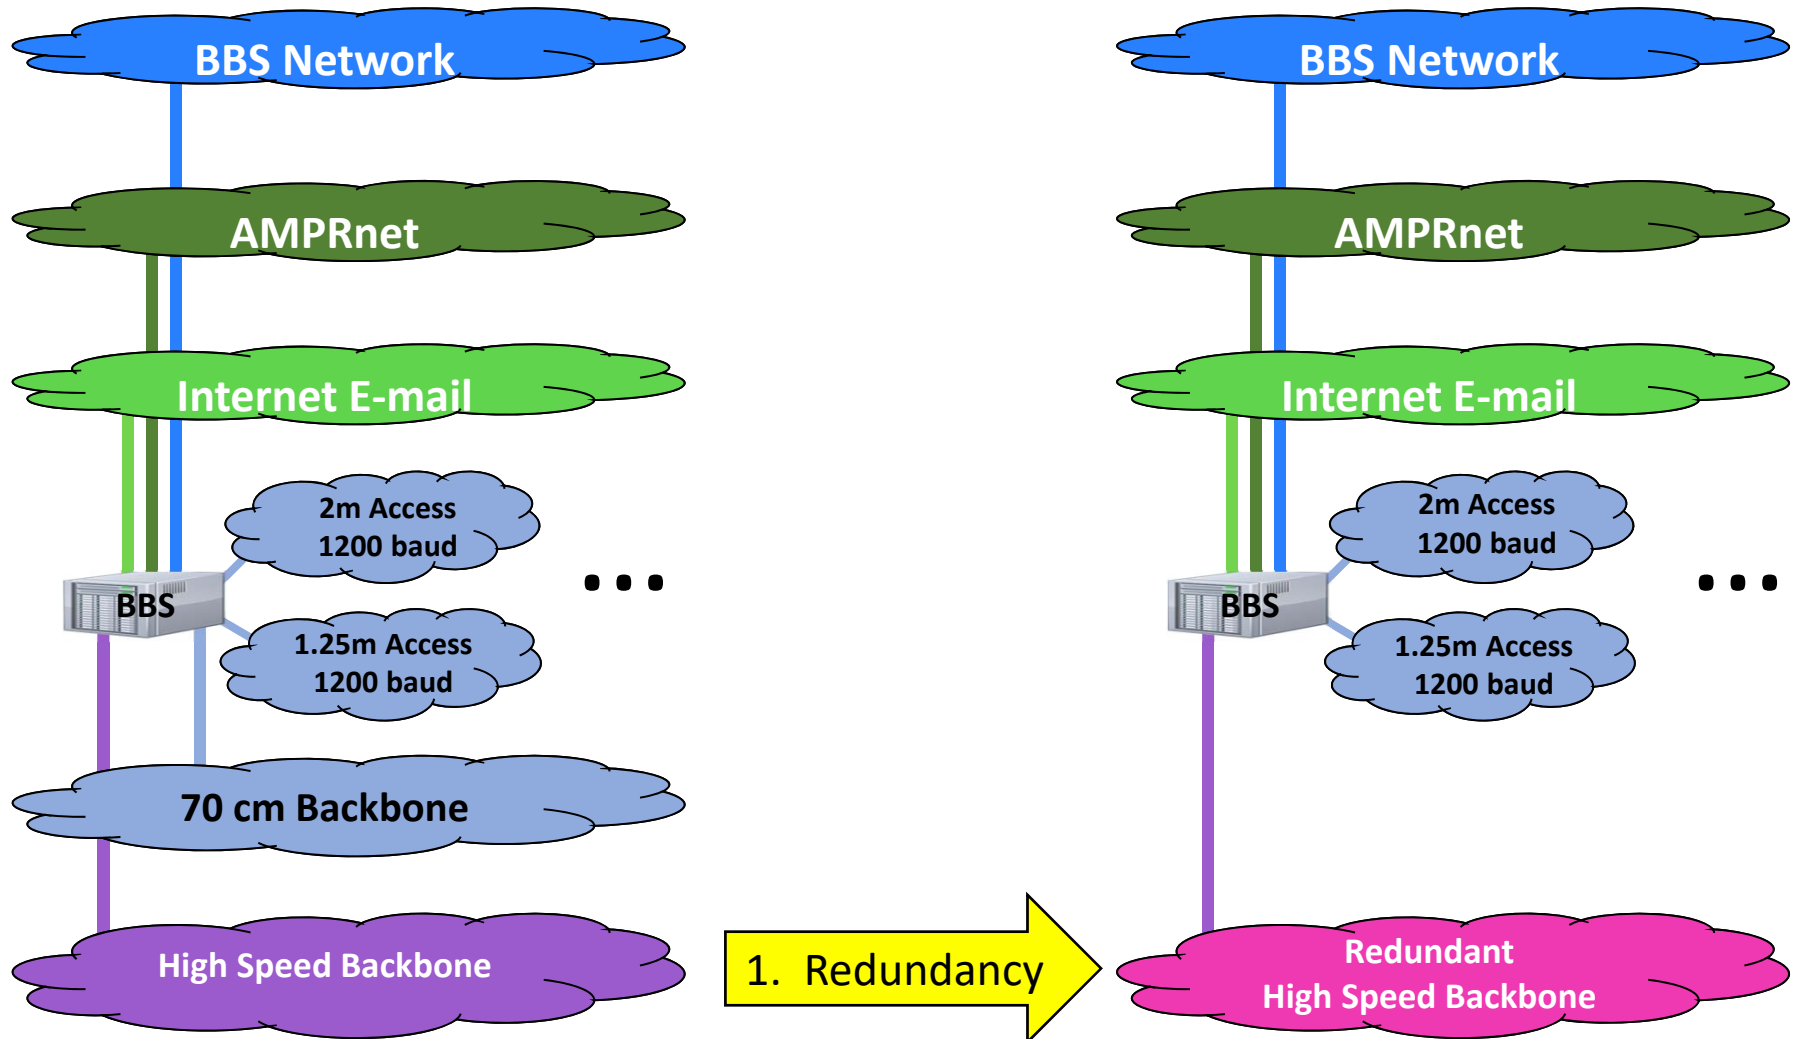 BBS Network
AMPRnet
Internet E-mail
2m Access
1200 baud
BBS
...
1.25m Access
1200 baud
70 cm Backbone
High Speed Backbone
1. Redundancy
BBS Network
AMPRnet
Internet E-mail
2m Access
1200 baud
BBS
...
1.25m Access
1200 baud
Redundant
High Speed Backbone